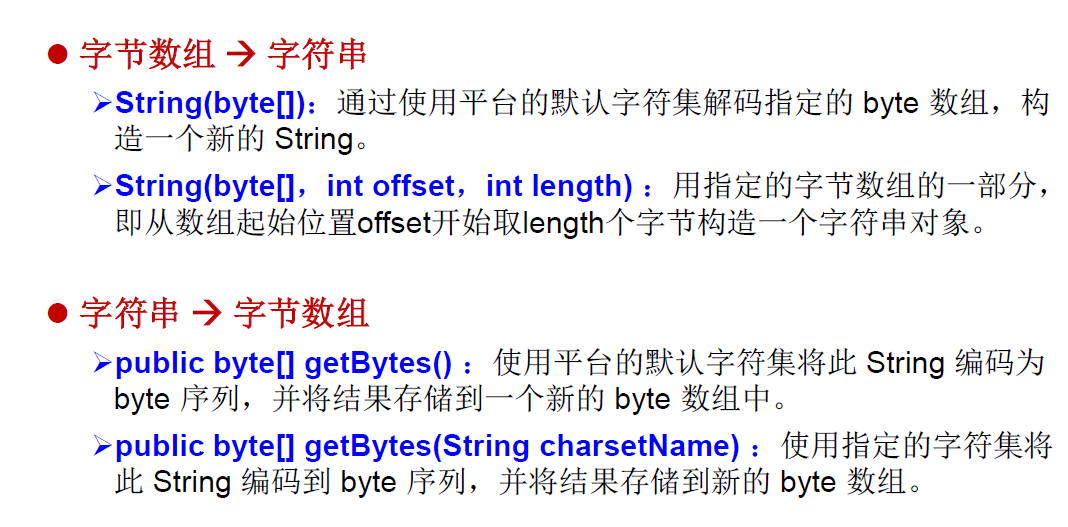 ● 字节数组 → 字符串
➢String(byte[])：通过使用平台的默认字符集解码指定的 byte 数组，构
造一个新的 String。
➢String(byte[]，int offset，int length) ：用指定的字节数组的一部分，
即从数组起始位置offset开始取length个字节构造一个字符串对象。
● 字符串 → 字节数组
➢public byte[] getBytes() ：使用平台的默认字符集将此 String 编码为
byte 序列，并将结果存储到一个新的 byte 数组中。
➢public byte[] getBytes(String charsetName) ：使用指定的字符集将
此 String 编码到 byte 序列，并将结果存储到新的 byte 数组。